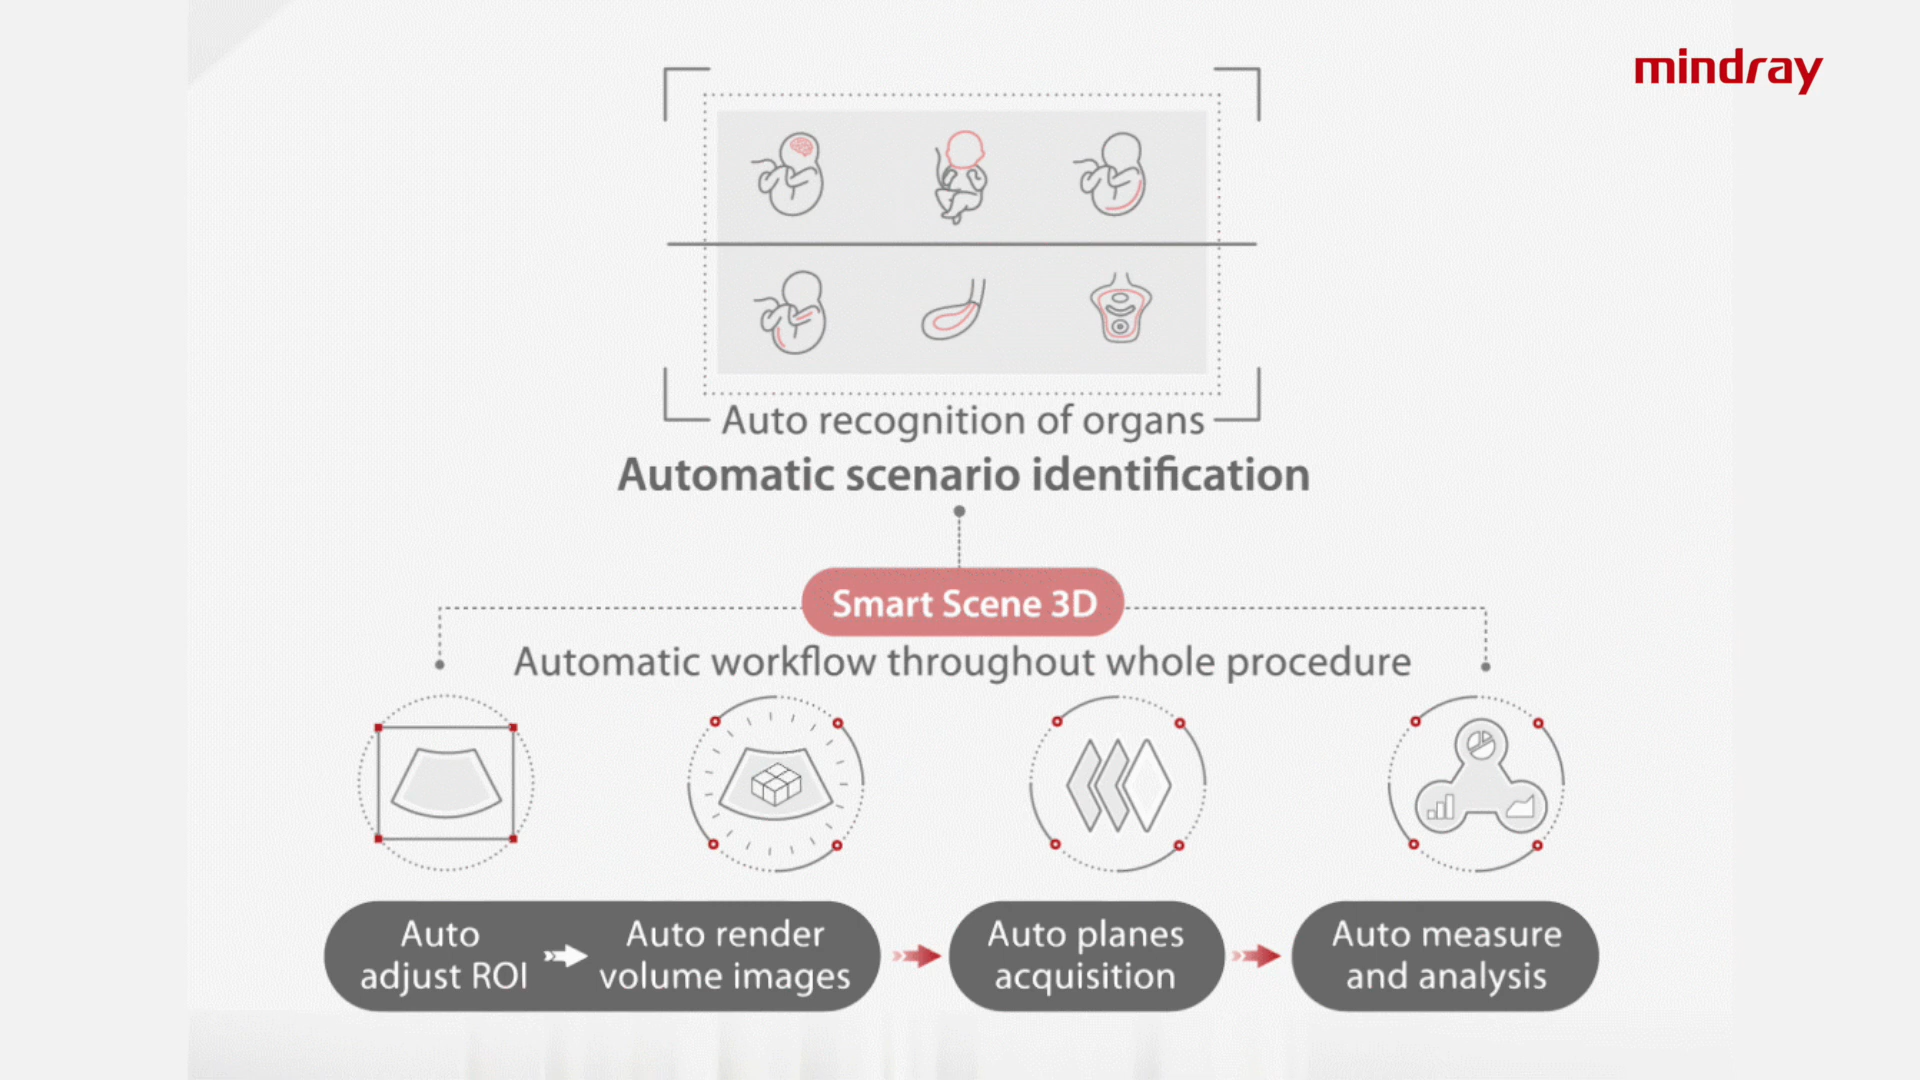 mindray
Auto recognition of organs
Automatic scenario identification
Smart Scene 3D
Automatic workflow throughout whole procedure
Auto
adjust ROI
Auto render
volume images
Auto planes
acquisition
Auto measure
and analysis